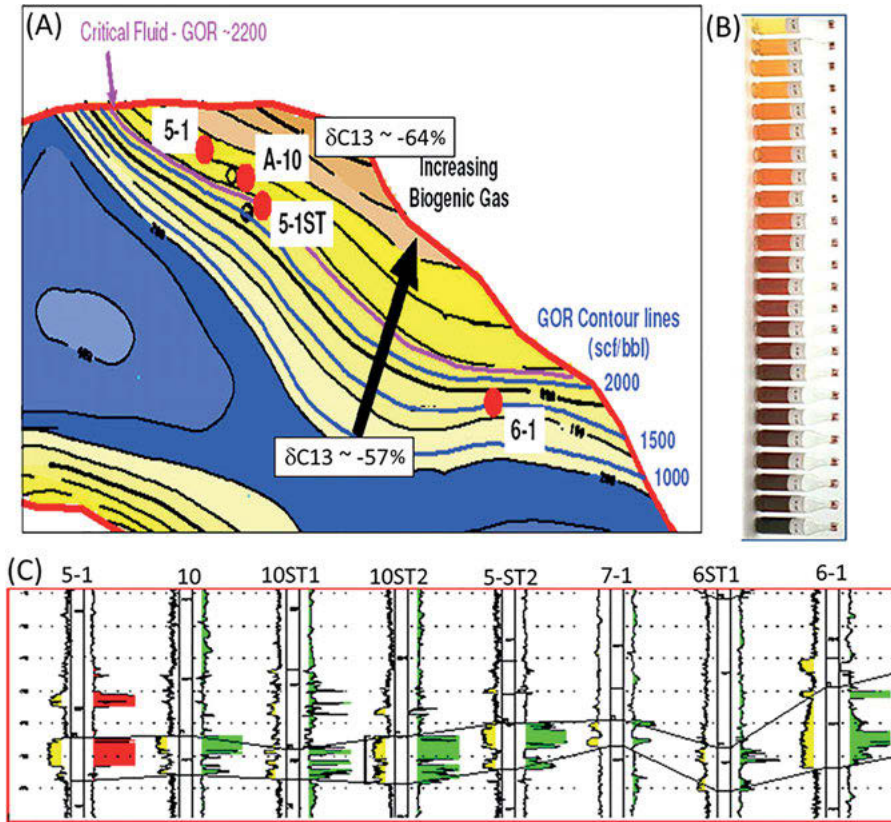 (A)
Critical Fluid - GOR ~2200
(B)
5-1
A-10
δC13 ~ -64%
Increasing
Biogenic Gas
5-1ST
GOR Contour lines
(scf/bbl)
2000
6-1
1500
δC13 ~ -57%
1000
(C)
5-1 10 10ST1 10ST2 5-ST2 7-1 6ST1 6-1